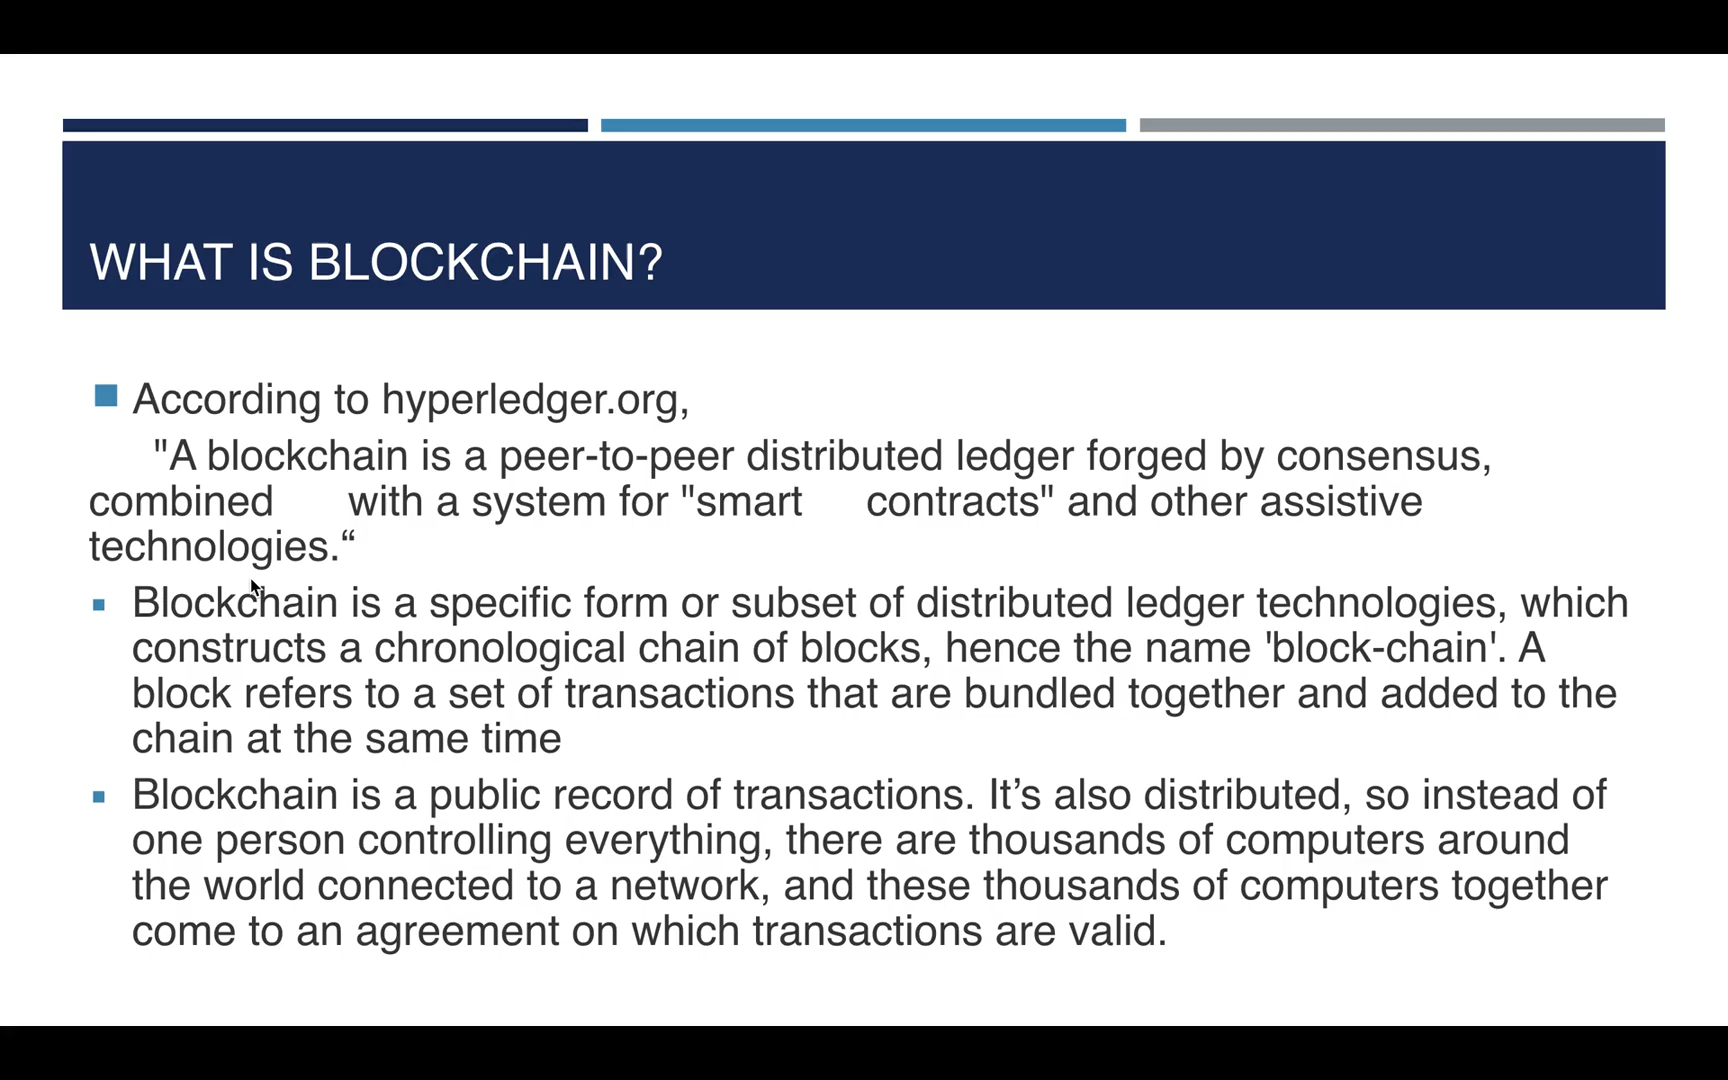 WHAT IS BLOCKCHAIN?
According to hyperledger.org,
"A blockchain is a peer-to-peer distributed ledger forged by consensus,
combined with a system for "smart contracts" and other assistive
technologies.“
Blockchain is a specific form or subset of distributed ledger technologies, which
constructs a chronological chain of blocks, hence the name 'block-chain'. A
block refers to a set of transactions that are bundled together and added to the
chain at the same time
Blockchain is a public record of transactions. It’s also distributed, so instead of
one person controlling everything, there are thousands of computers around
the world connected to a network, and these thousands of computers together
come to an agreement on which transactions are valid.